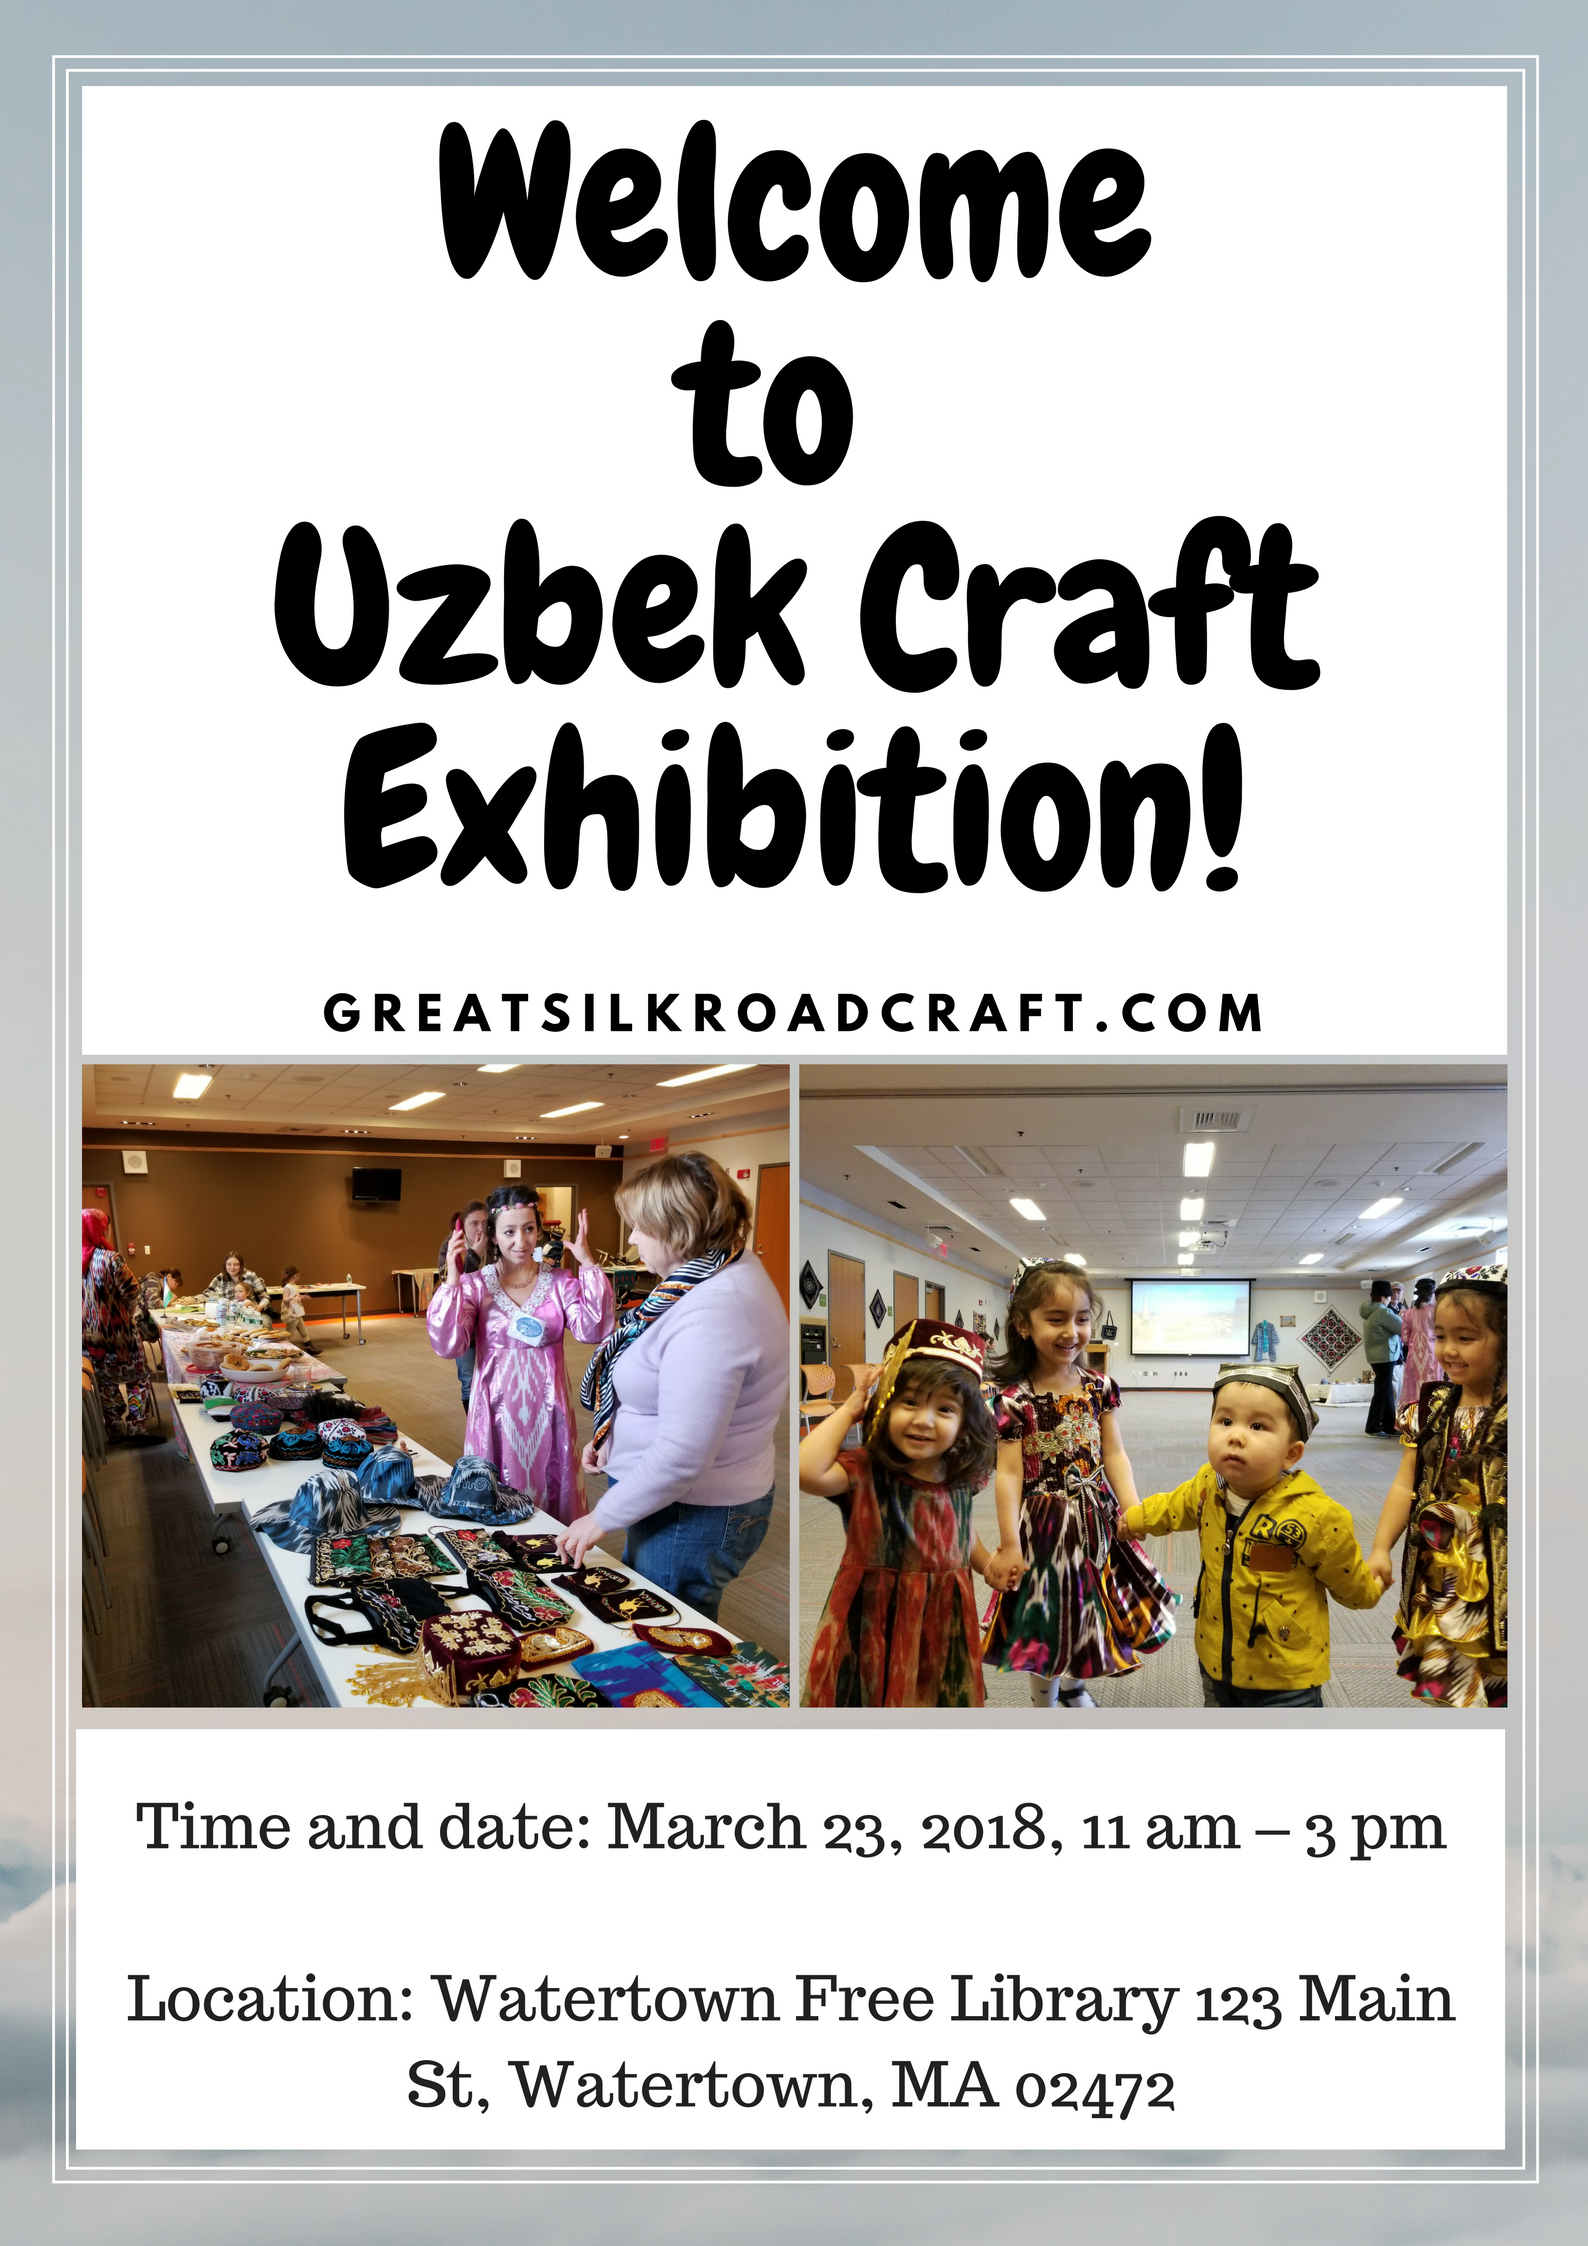 Welcome
to
Uzbek Craft
Exhibition!
GREATSILKROADCRAFT.COM
Time and date: March 23, 2018, 11 am – 3 pm
Location: Watertown Free Library 123 Main
St, Watertown, MA 02472